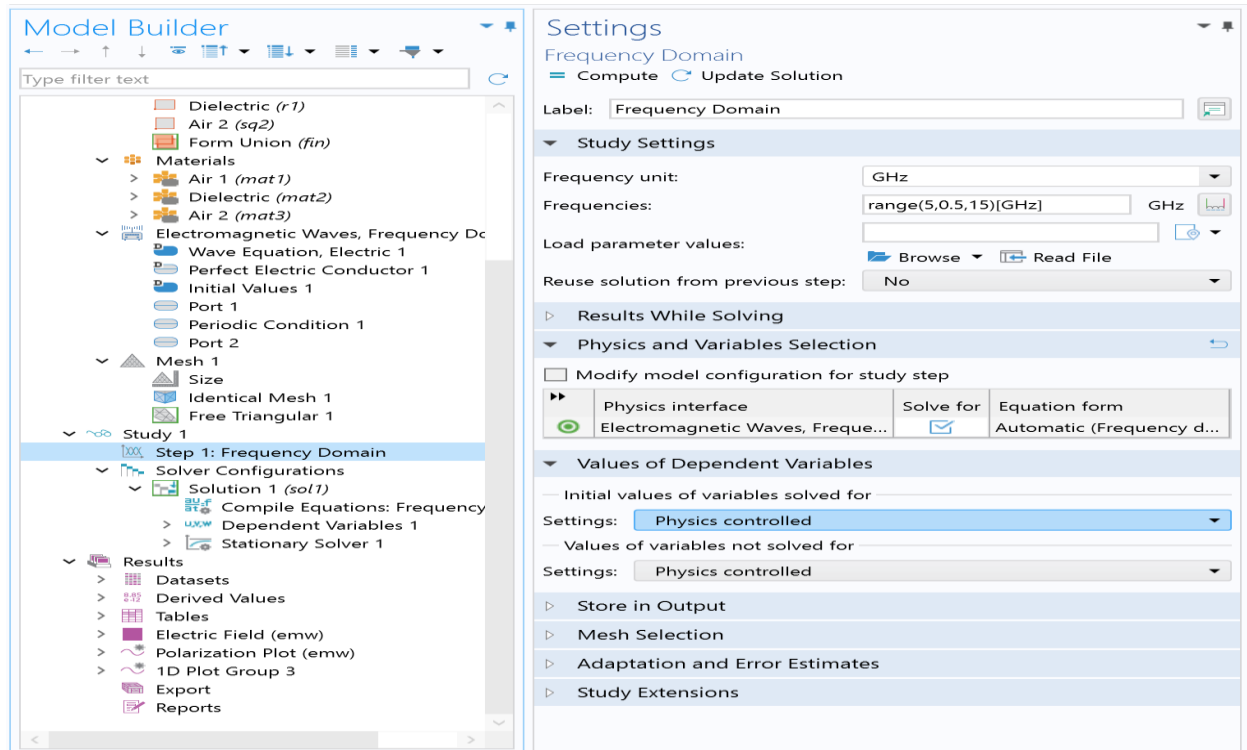 Model Builder
Type filter text
Dielectric (r1)
Air 2 (sq2)
Form Union (fin)
Materials
Air 1 (mat1)
Dielectric (mat2)
Air 2 (mat3)
Electromagnetic Waves, Frequency Do
Wave Equation, Electric 1
Perfect Electric Conductor 1
Initial Values 1
Port 1
Periodic Condition 1
Port 2
Mesh 1
Size
Identical Mesh 1
Free Triangular 1
Study 1
Step 1: Frequency Domain
Solver Configurations
Solution 1 (sol1)
Compile Equations: Frequency
Dependent Variables 1
Stationary Solver 1
Results
Datasets
Derived Values
Tables
Electric Field (emw)
Polarization Plot (emw)
1D Plot Group 3
Export
Reports
Settings
Frequency Domain
= Compute Update Solution
Label: Frequency Domain
Study Settings
Frequency unit: GHz
Frequencies: range(5,0.5,15)[GHz] GHz
Load parameter values:
Browse Read File
Reuse solution from previous step: No
Results While Solving
Physics and Variables Selection
Modify model configuration for study step
Physics interface Solve for Equation form
Electromagnetic Waves, Freque... Automatic (Frequency d...
Values of Dependent Variables
Initial values of variables solved for
Settings: Physics controlled
Values of variables not solved for
Settings: Physics controlled
Store in Output
Mesh Selection
Adaptation and Error Estimates
Study Extensions